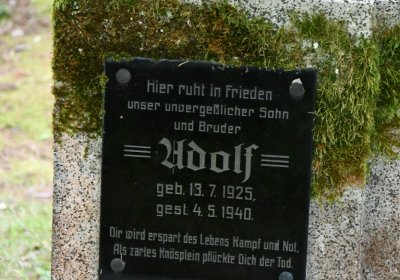 Hier ruht in Frieden
unser unvergeßlicher Sohn
und Bruder
Adolf
geb. 13. 7. 1925,
gest. 4. 5. 1940.
Dir wird erspart des Lebens Kampf und Not,
Als zartes Knösplein pflückte Dich der Tod.